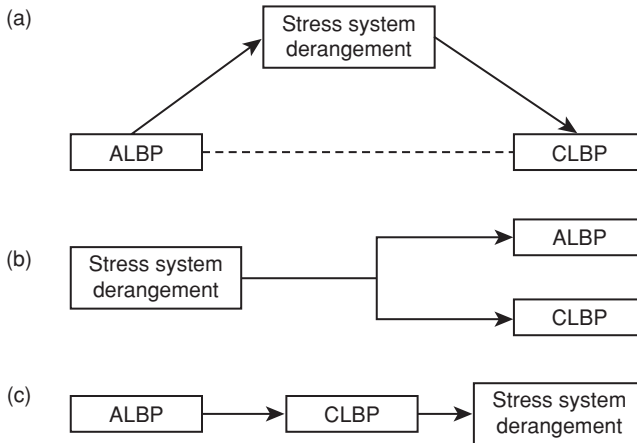 (a)
Stress system
derangement
ALBP
CLBP
(b)
Stress system
derangement
ALBP
CLBP
(c)
ALBP
CLBP
Stress system
derangement